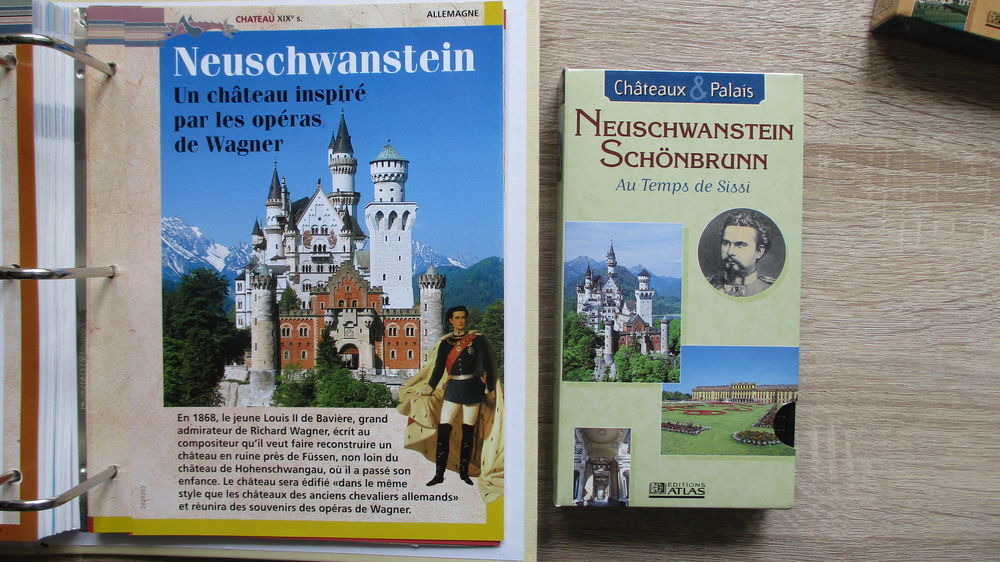 CHATEAU XIXe s.
ALLEMAGNE
Neuschwanstein
Un château inspiré
par les opéras
de Wagner
En 1868, le jeune Louis II de Bavière, grand
admirateur de Richard Wagner, écrit au
compositeur qu'il veut faire reconstruire un
château en ruine près de Füssen, non loin du
château de Hohenschwangau, où il a passé son
enfance. Le château sera édifié «dans le même
style que les châteaux des anciens chevaliers allemands»
et réunira des souvenirs des opéras de Wagner.
Châteaux & Palais
NEUSCHWANSTEIN
SCHÖNBRUNN
Au Temps de Sissi
EDITIONS
ATLAS